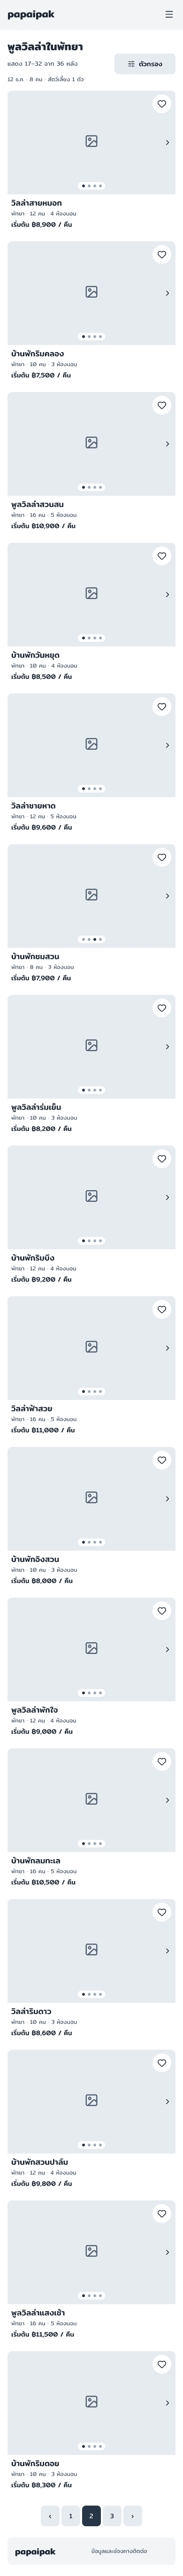 papaipak
พูลวิลล่าในพัทยา
แสดง 17–32 จาก 36 หลัง
ตัวกรอง
12 ธ.ค. · 8 คน · สัตว์เลี้ยง 1 ตัว
วิลล่าสายหมอก
พัทยา · 12 คน · 4 ห้องนอน
เริ่มต้น ฿8,900 / คืน
บ้านพักริมคลอง
พัทยา · 10 คน · 3 ห้องนอน
เริ่มต้น ฿7,500 / คืน
พูลวิลล่าสวนสน
พัทยา · 16 คน · 5 ห้องนอน
เริ่มต้น ฿10,900 / คืน
บ้านพักวันหยุด
พัทยา · 10 คน · 4 ห้องนอน
เริ่มต้น ฿8,500 / คืน
วิลล่าชายหาด
พัทยา · 12 คน · 5 ห้องนอน
เริ่มต้น ฿9,600 / คืน
บ้านพักชมสวน
พัทยา · 8 คน · 3 ห้องนอน
เริ่มต้น ฿7,900 / คืน
พูลวิลล่าร่มเย็น
พัทยา · 10 คน · 3 ห้องนอน
เริ่มต้น ฿8,200 / คืน
บ้านพักริมบึง
พัทยา · 12 คน · 4 ห้องนอน
เริ่มต้น ฿9,200 / คืน
วิลล่าฟ้าสวย
พัทยา · 16 คน · 5 ห้องนอน
เริ่มต้น ฿11,000 / คืน
บ้านพักอิงสวน
พัทยา · 10 คน · 3 ห้องนอน
เริ่มต้น ฿8,000 / คืน
พูลวิลล่าพักใจ
พัทยา · 12 คน · 4 ห้องนอน
เริ่มต้น ฿9,000 / คืน
บ้านพักลมทะเล
พัทยา · 16 คน · 5 ห้องนอน
เริ่มต้น ฿10,500 / คืน
วิลล่าริมดาว
พัทยา · 10 คน · 3 ห้องนอน
เริ่มต้น ฿8,600 / คืน
บ้านพักสวนปาล์ม
พัทยา · 12 คน · 4 ห้องนอน
เริ่มต้น ฿9,800 / คืน
พูลวิลล่าแสงเช้า
พัทยา · 16 คน · 5 ห้องนอน
เริ่มต้น ฿11,500 / คืน
บ้านพักริมดอย
พัทยา · 10 คน · 3 ห้องนอน
เริ่มต้น ฿8,300 / คืน
‹ 1 2 3 ›
papaipak
ข้อมูลและช่องทางติดต่อ